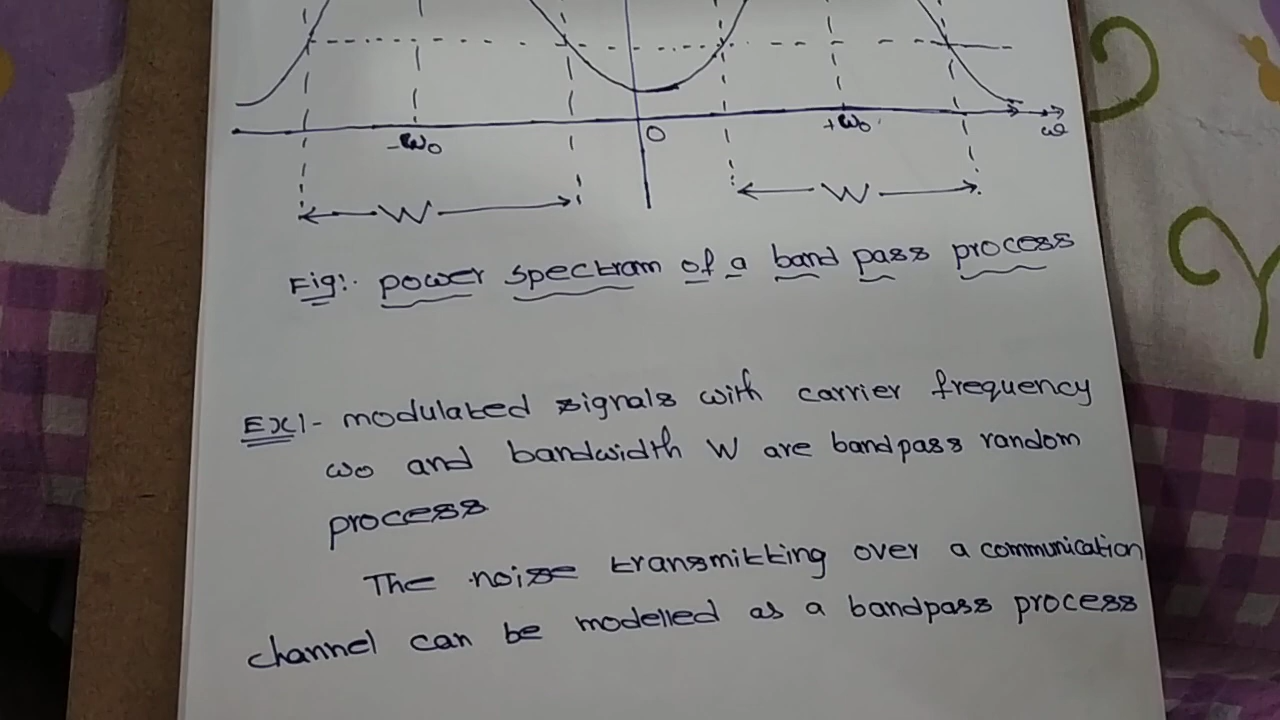 -ω₀ 0 +ω₀ ω
W W
Fig:- power spectram of a band pass process
Ex:- modulated signals with carrier frequency
ω₀ and bandwidth W are bandpass random
process
The noise transmitting over a communication
channel can be modelled as a bandpass process